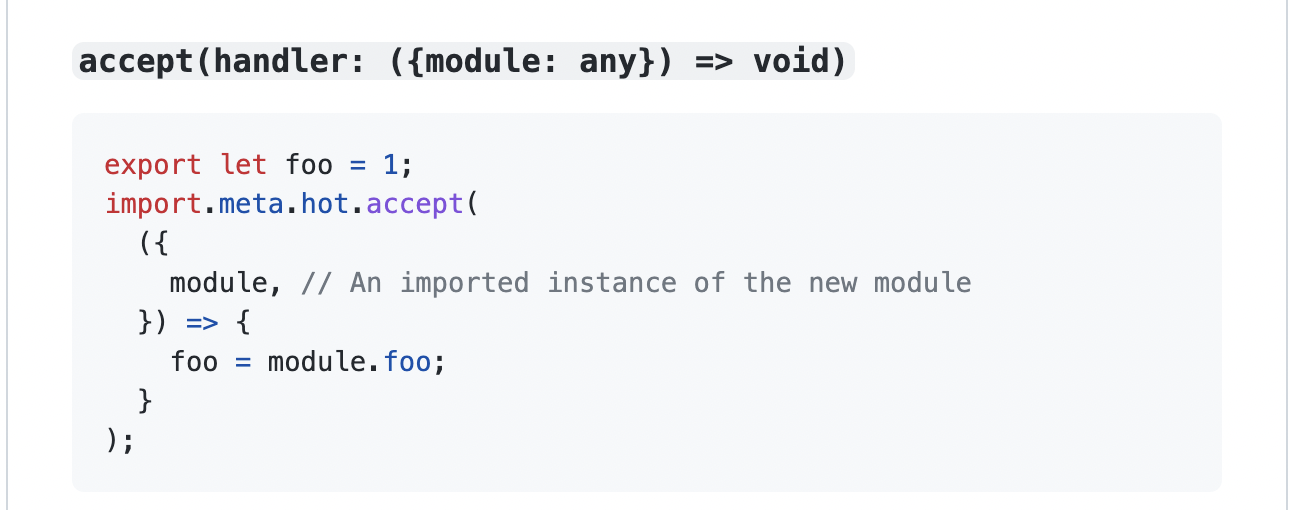 accept(handler: ({module: any}) => void)
export let foo = 1;
import.meta.hot.accept(
  ({
    module, // An imported instance of the new module
  }) => {
    foo = module.foo;
  }
);